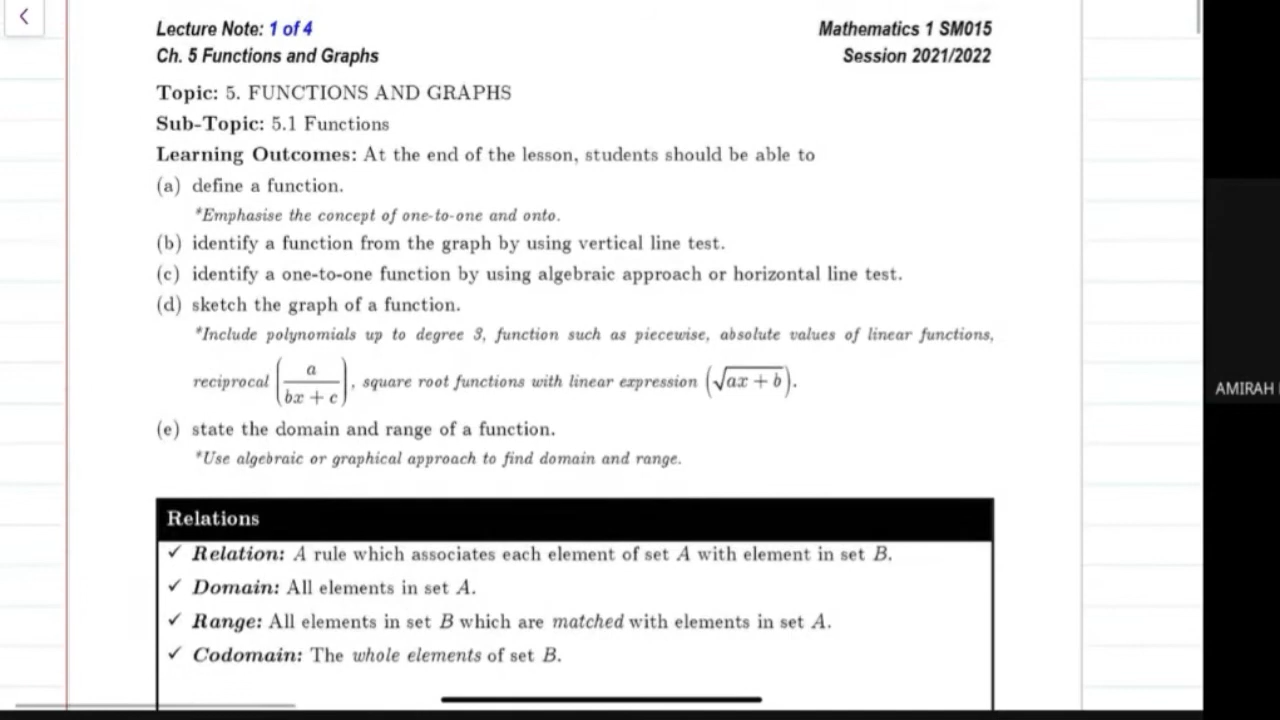 Lecture Note: 1 of 4
Mathematics 1 SM015
Ch. 5 Functions and Graphs
Session 2021/2022
Topic: 5. FUNCTIONS AND GRAPHS
Sub-Topic: 5.1 Functions
Learning Outcomes: At the end of the lesson, students should be able to
(a) define a function.
*Emphasise the concept of one-to-one and onto.
(b) identify a function from the graph by using vertical line test.
(c) identify a one-to-one function by using algebraic approach or horizontal line test.
(d) sketch the graph of a function.
*Include polynomials up to degree 3, function such as piecewise, absolute values of linear functions,
reciprocal (a/(bx + c)), square root functions with linear expression (√(ax + b)).
(e) state the domain and range of a function.
*Use algebraic or graphical approach to find domain and range.
Relations
✓ Relation: A rule which associates each element of set A with element in set B.
✓ Domain: All elements in set A.
✓ Range: All elements in set B which are matched with elements in set A.
✓ Codomain: The whole elements of set B.
AMIRAH